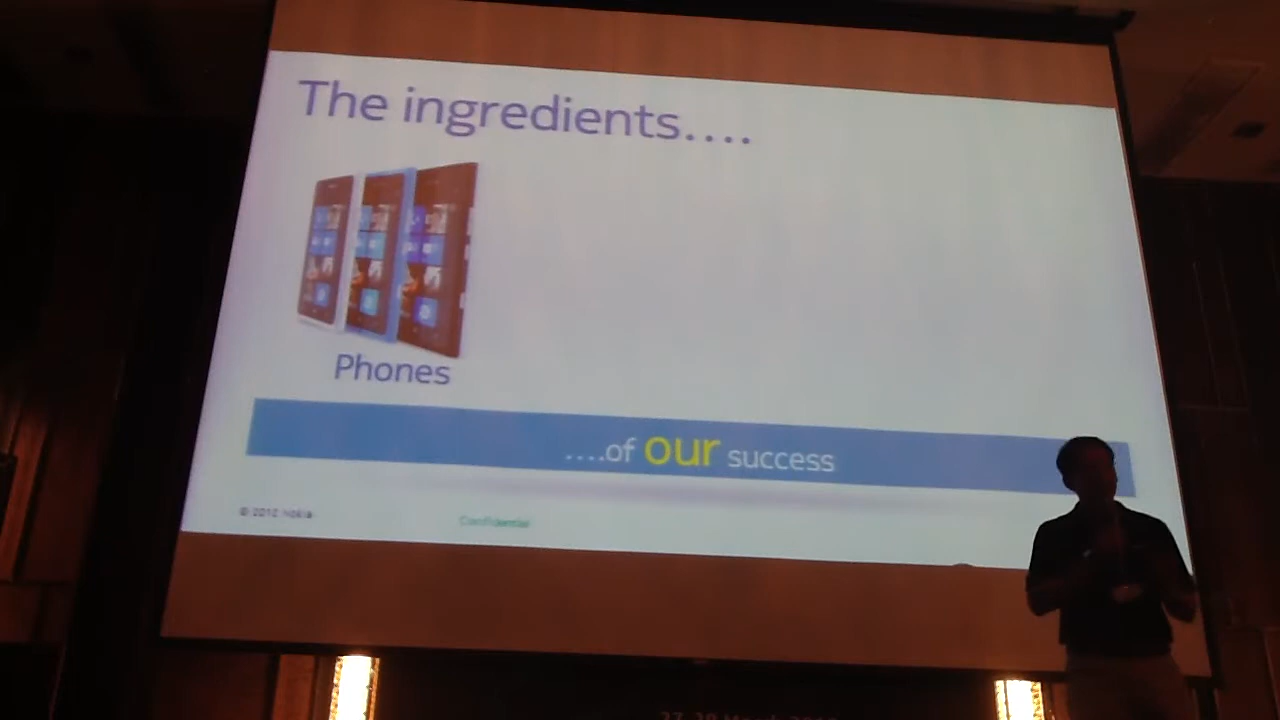 The ingredients....
Phones
....of our success
© 2012 Nokia
Confidential